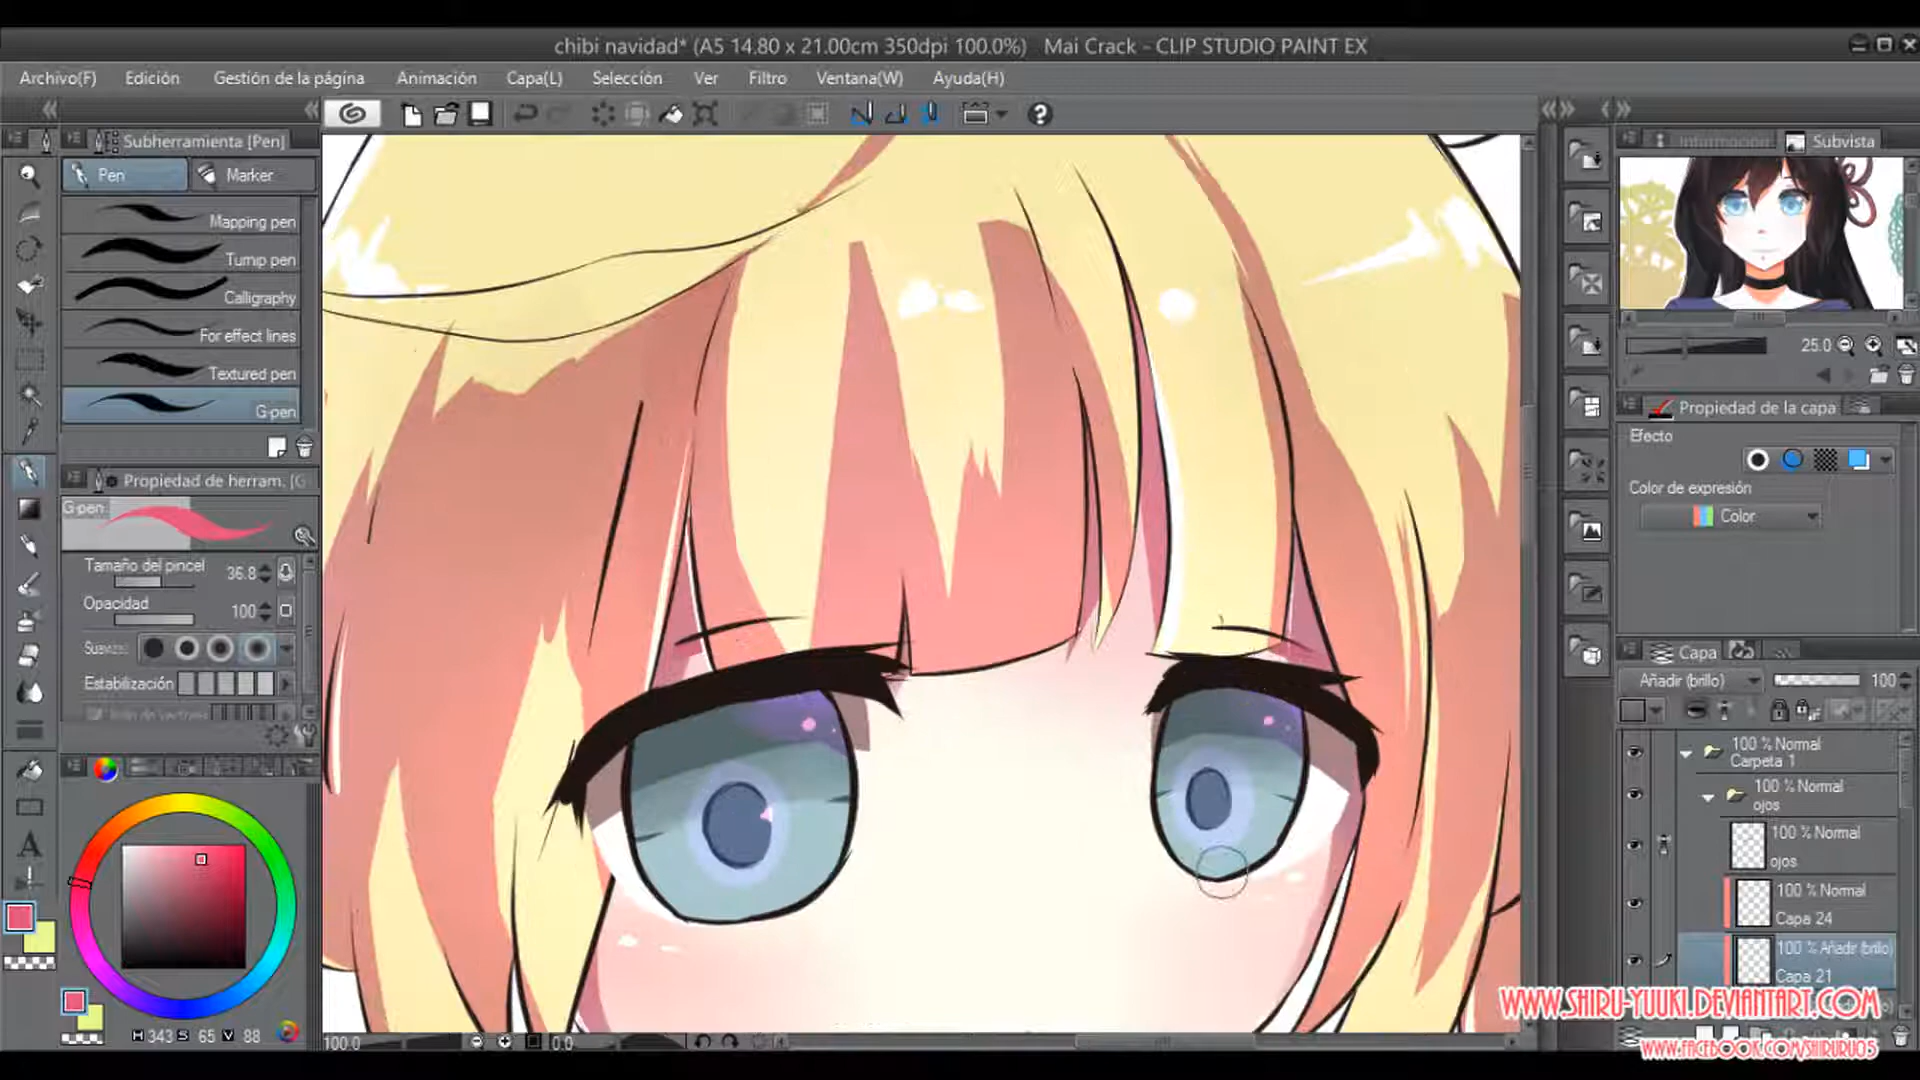 chibi navidad* (A5 14.80 x 21.00cm 350dpi 100.0%) Mai Crack - CLIP STUDIO PAINT EX
Archivo(F) Edición Gestión de la página Animación Capa(L) Selección Ver Filtro Ventana(W) Ayuda(H)
Subherramienta [Pen]
Pen Marker
Mapping pen
Turnip pen
Calligraphy
For effect lines
Textured pen
G-pen
Propiedad de herram. [G
G-pen
Tamaño del pincel 36.8
Opacidad 100
Suaviza
Estabilización
H 343 S 65 V 88
100.0 0.0
Información Subvista
25.0
Propiedad de la capa
Efecto
Color de expresión
Color
Capa
Añadir (brillo) 100
100 % Normal
Carpeta 1
100 % Normal
ojos
100 % Normal
ojos
100 % Normal
Capa 24
100 % Añadir (brillo)
Capa 21
WWW.SHIRU-YUUKI.DEVIANTART.COM
WWW.FACEBOOK.COM/SHIRURU05